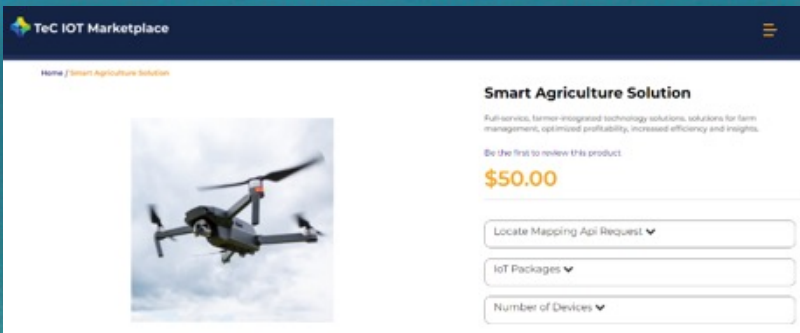 TeC IOT Marketplace
Home / Smart Agriculture Solution
Smart Agriculture Solution
Full-service, farmer-integrated technology solutions. solutions for farm
management, optimized profitability, increased efficiency and insights.
Be the first to review this product
$50.00
Locate Mapping Api Request
IoT Packages
Number of Devices